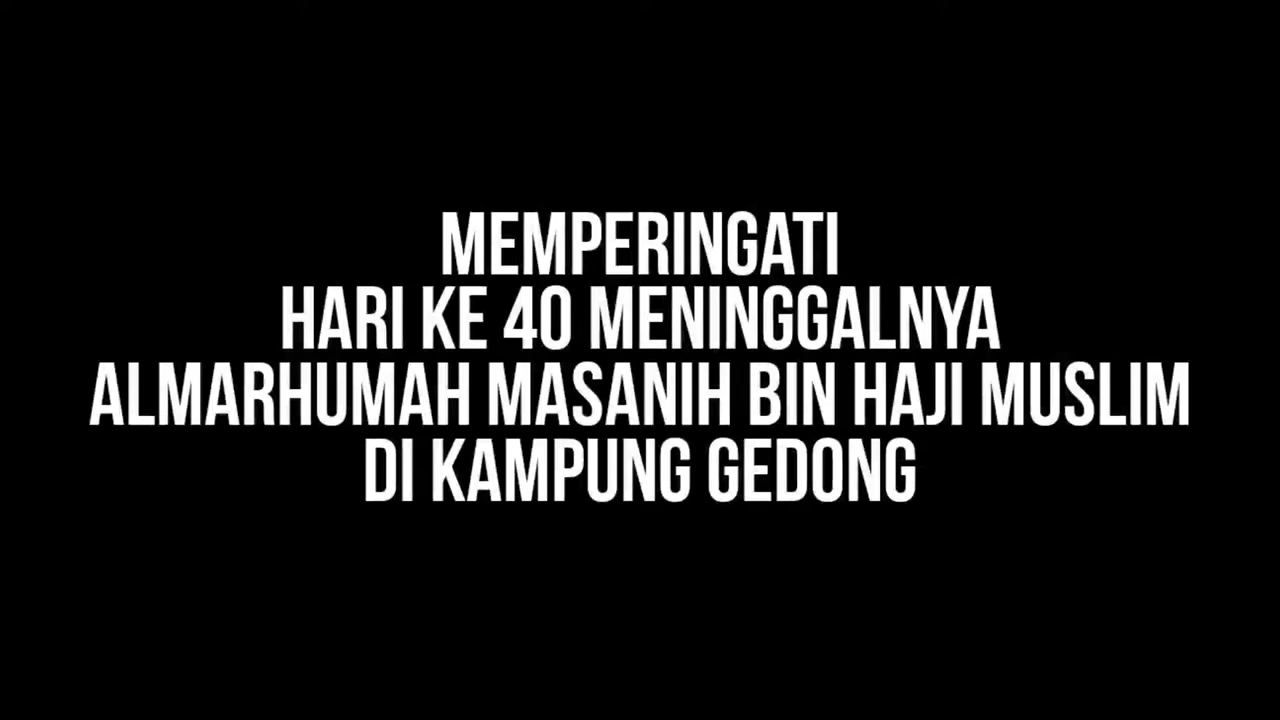 MEMPERINGATI
HARI KE 40 MENINGGALNYA
ALMARHUMAH MASANIH BIN HAJI MUSLIM
DI KAMPUNG GEDONG